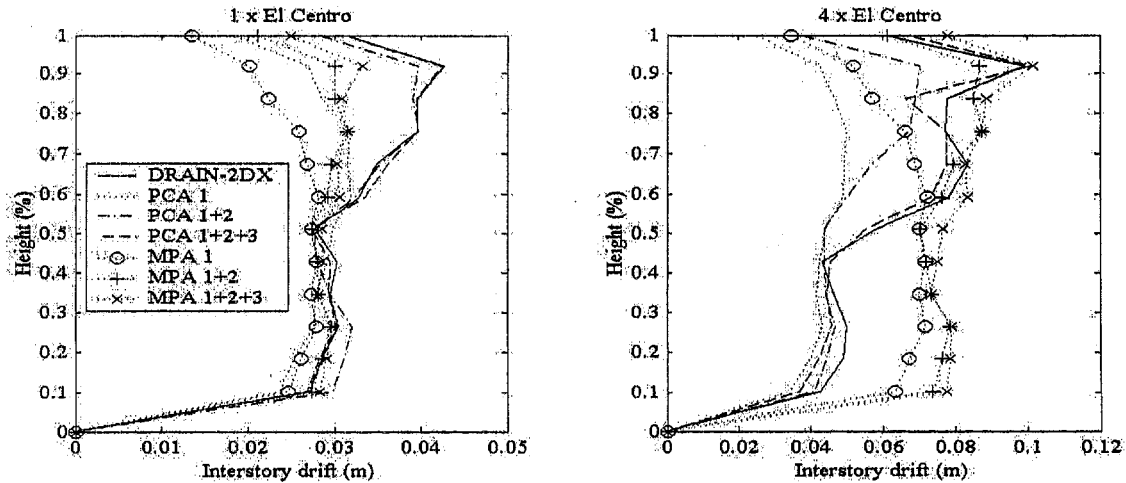 1 x El Centro
1
0.9
0.8
0.7
0.6
0.5
0.4
0.3
0.2
0.1
0
Height (%)
DRAIN-2DX
PCA 1
PCA 1+2
PCA 1+2+3
MPA 1
MPA 1+2
MPA 1+2+3
0
0.01
0.02
0.03
0.04
0.05
Interstory drift (m)
4 x El Centro
1
0.9
0.8
0.7
0.6
0.5
0.4
0.3
0.2
0.1
0
Height (%)
0
0.02
0.04
0.06
0.08
0.1
0.12
Interstory drift (m)